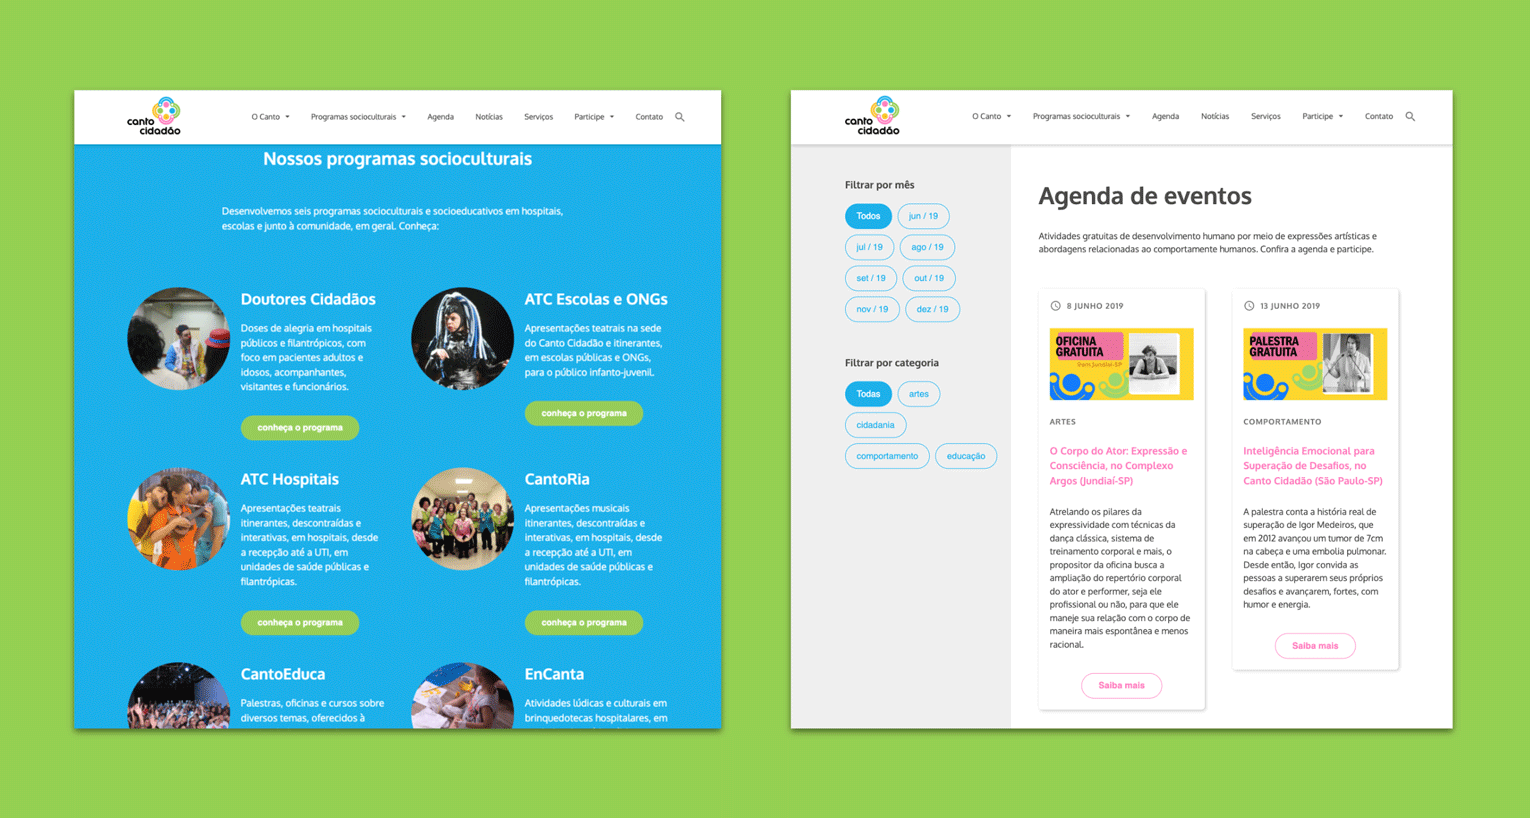 canto
cidadão
O Canto
Programas socioculturais
Agenda
Notícias
Serviços
Participe
Contato
Nossos programas socioculturais
Desenvolvemos seis programas socioculturais e socioeducativos em hospitais,
escolas e junto à comunidade, em geral. Conheça:
Doutores Cidadãos
Doses de alegria em hospitais
públicos e filantrópicos, com
foco em pacientes adultos e
idosos, acompanhantes,
visitantes e funcionários.
conheça o programa
ATC Escolas e ONGs
Apresentações teatrais na sede
do Canto Cidadão e itinerantes,
em escolas públicas e ONGs,
para o público infanto-juvenil.
conheça o programa
ATC Hospitais
Apresentações teatrais
itinerantes, descontraídas e
interativas, em hospitais, desde
a recepção até a UTI, em
unidades de saúde públicas e
filantrópicas.
conheça o programa
CantoRia
Apresentações musicais
itinerantes, descontraídas e
interativas, em hospitais, desde
a recepção até a UTI, em
unidades de saúde públicas e
filantrópicas.
conheça o programa
CantoEduca
Palestras, oficinas e cursos sobre
diversos temas, oferecidos à
EnCanta
Atividades lúdicas e culturais em
brinquedotecas hospitalares, em
canto
cidadão
O Canto
Programas socioculturais
Agenda
Notícias
Serviços
Participe
Contato
Filtrar por mês
Todos
jun / 19
jul / 19
ago / 19
set / 19
out / 19
nov / 19
dez / 19
Filtrar por categoria
Todas
artes
cidadania
comportamento
educação
Agenda de eventos
Atividades gratuitas de desenvolvimento humano por meio de expressões artísticas e
abordagens relacionadas ao comportamente humanos. Confira a agenda e participe.
8 JUNHO 2019
OFICINA
GRATUITA
Vem Jundiaí-SP
ARTES
O Corpo do Ator: Expressão e
Consciência, no Complexo
Argos (Jundiaí-SP)
Atrelando os pilares da
expressividade com técnicas da
dança clássica, sistema de
treinamento corporal e mais, o
propositor da oficina busca a
ampliação do repertório corporal
do ator e performer, seja ele
profissional ou não, para que ele
maneje sua relação com o corpo de
maneira mais espontânea e menos
racional.
Saiba mais
13 JUNHO 2019
PALESTRA
GRATUITA
COMPORTAMENTO
Inteligência Emocional para
Superação de Desafios, no
Canto Cidadão (São Paulo-SP)
A palestra conta a história real de
superação de Igor Medeiros, que
em 2012 avançou um tumor de 7cm
na cabeça e uma embolia pulmonar.
Desde então, Igor convida as
pessoas a superarem seus próprios
desafios e avançarem, fortes, com
humor e energia.
Saiba mais